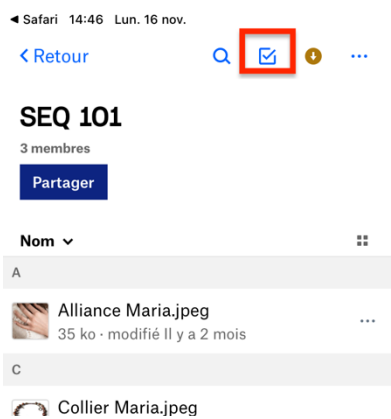 Safari 14:46 Lun. 16 nov.
Retour
SEQ 101
3 membres
Partager
Nom
A
Alliance Maria.jpeg
35 ko · modifié Il y a 2 mois
C
Collier Maria.jpeg